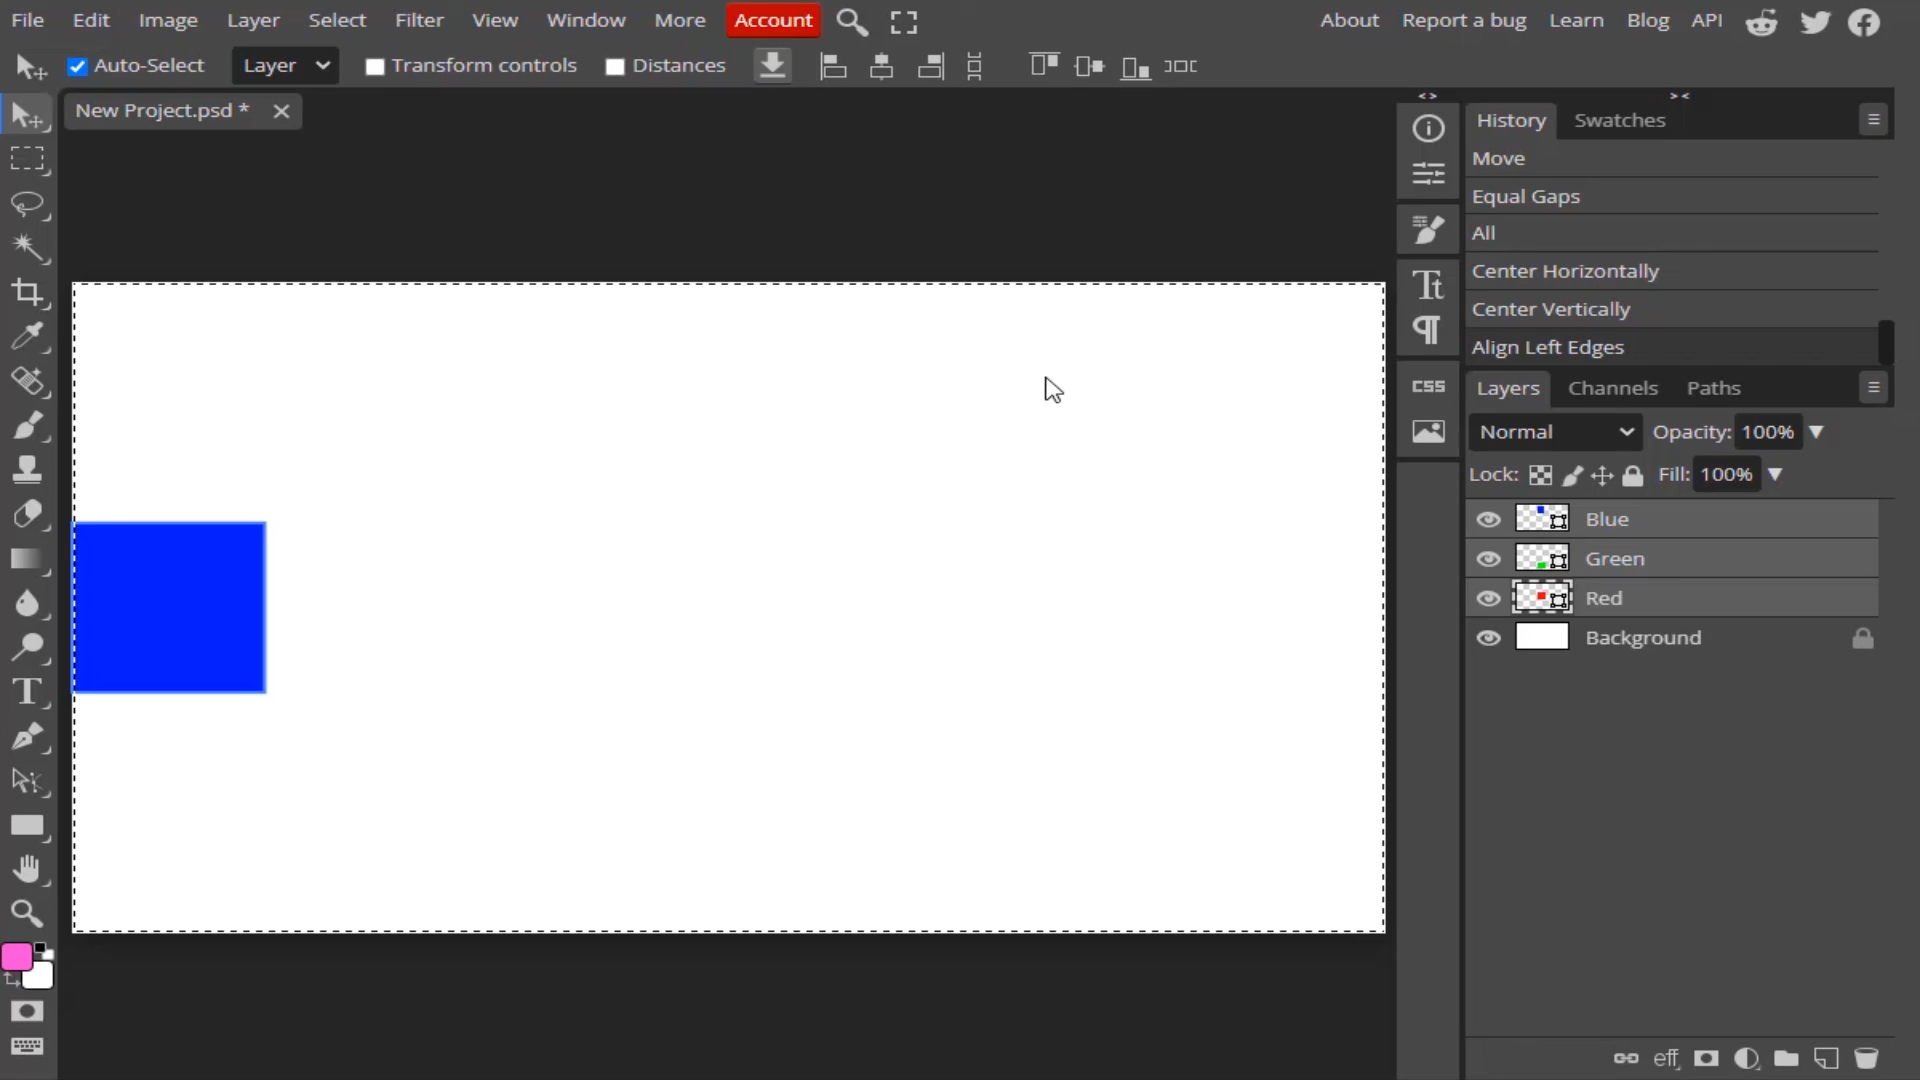 File Edit Image Layer Select Filter View Window More Account About Report a bug Learn Blog API
Auto-Select Layer Transform controls Distances
New Project.psd *
History Swatches
Move
Equal Gaps
All
Center Horizontally
Center Vertically
Align Left Edges
CSS
Layers Channels Paths
Normal Opacity: 100%
Lock: Fill: 100%
Blue
Green
Red
Background
eff